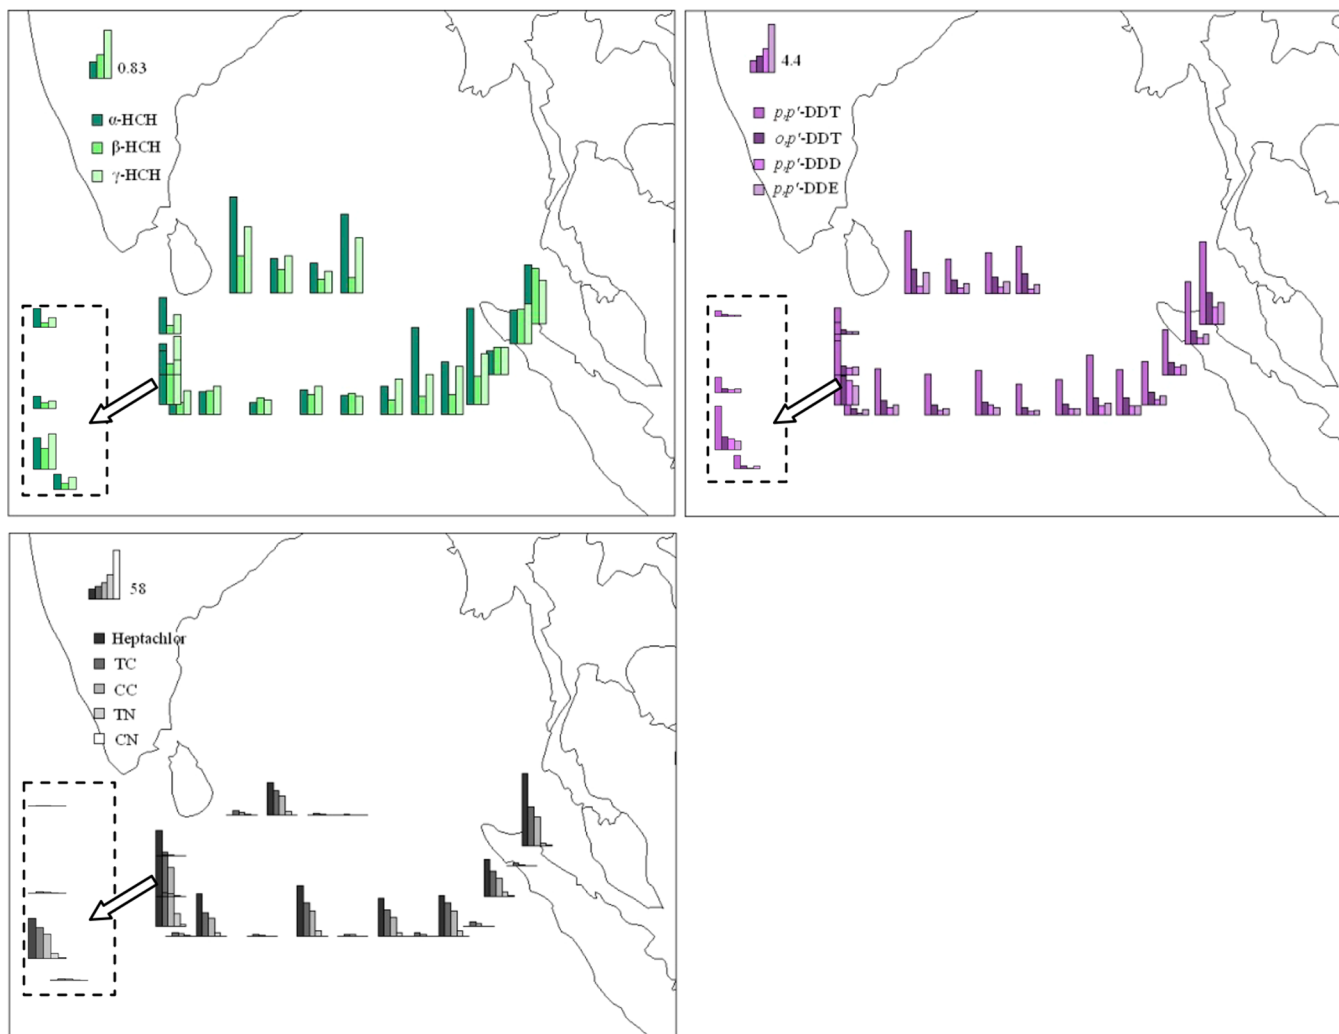 0.83
α-HCH
β-HCH
γ-HCH
4.4
p,p'-DDT
o,p'-DDT
p,p'-DDD
p,p'-DDE
58
Heptachlor
TC
CC
TN
CN